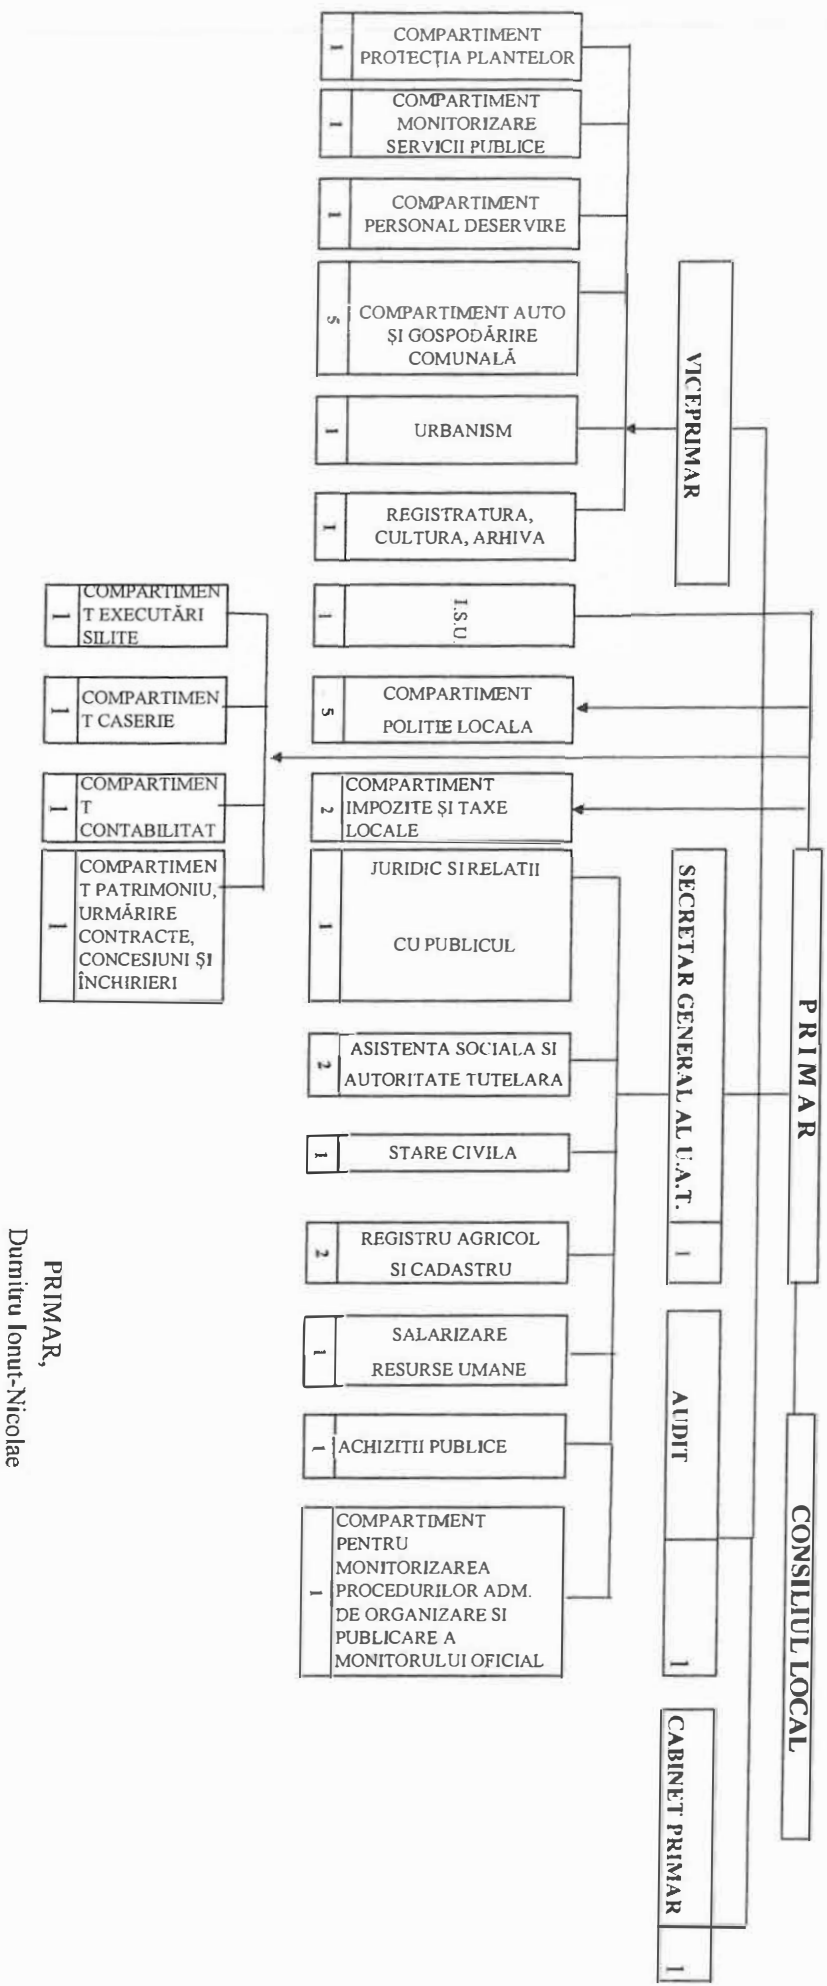 PRIMAR
CONSILIUL LOCAL
VICEPRIMAR
SECRETAR GENERAL AL U.A.T.
1
AUDIT
1
CABINET PRIMAR
1
COMPARTIMENT
PROTECȚIA PLANTELOR
1
COMPARTIMENT
MONITORIZARE
SERVICII PUBLICE
1
COMPARTIMENT
PERSONAL DESERVIRE
1
COMPARTIMENT AUTO
ȘI GOSPODĂRIRE
COMUNALĂ
5
URBANISM
1
REGISTRATURA,
CULTURA, ARHIVA
1
I.S.U.
1
COMPARTIMENT
POLITIE LOCALA
5
COMPARTIMENT
IMPOZITE ȘI TAXE
LOCALE
2
JURIDIC SI RELATII
CU PUBLICUL
1
ASISTENTA SOCIALA SI
AUTORITATE TUTELARA
2
STARE CIVILA
1
REGISTRU AGRICOL
SI CADASTRU
2
SALARIZARE
RESURSE UMANE
1
ACHIZITII PUBLICE
1
COMPARTIMENT
PENTRU
MONITORIZAREA
PROCEDURILOR ADM.
DE ORGANIZARE SI
PUBLICARE A
MONITORULUI OFICIAL
1
COMPARTIMEN
T EXECUTĂRI
SILITE
1
COMPARTIMEN
T CASERIE
1
COMPARTIMEN
T
CONTABILITAT
1
COMPARTIMEN
T PATRIMONIU,
URMĂRIRE
CONTRACTE,
CONCESIUNI ȘI
ÎNCHIRIERI
1
PRIMAR,
Dumitru Ionut-Nicolae